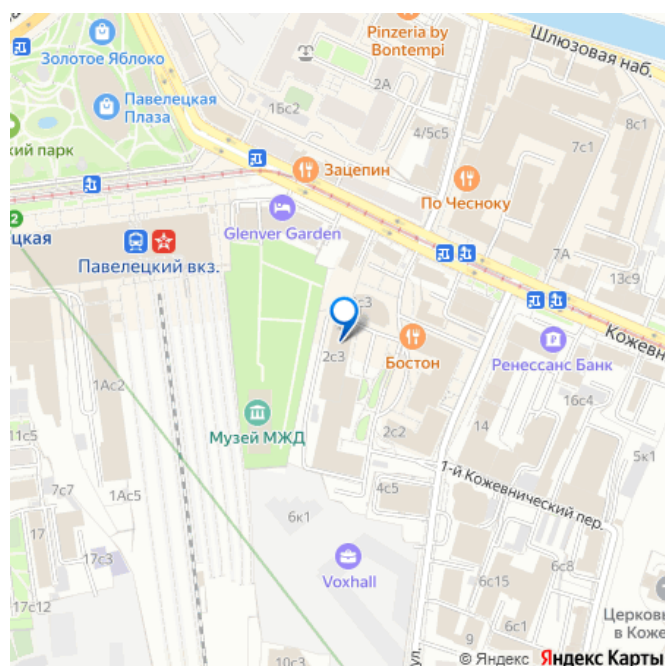 Pinzeria by
Bontempi
Шлюзовая наб.
Золотое Яблоко
2А
8с1
Павелецкая
Плаза
1Бс2
4/5с5
7с1
кий парк
Зацепин
По Чесноку
2
Glenver Garden
ецкая
7А
Павелецкий вкз.
13с9
с3
2с3
Бостон
Кожевн
Ренессанс Банк
1Ас2
16с4
Музей МЖД
14
11с5
2с2
5к1
7с7
1Ас5
4с5
1-й Кожевнический пер.
17
6к1
17с3
Voxhall
6с8
6с15
17с12
Церковь
в Коже
9
ул.
10с3
© Яндекс Яндекс Карты